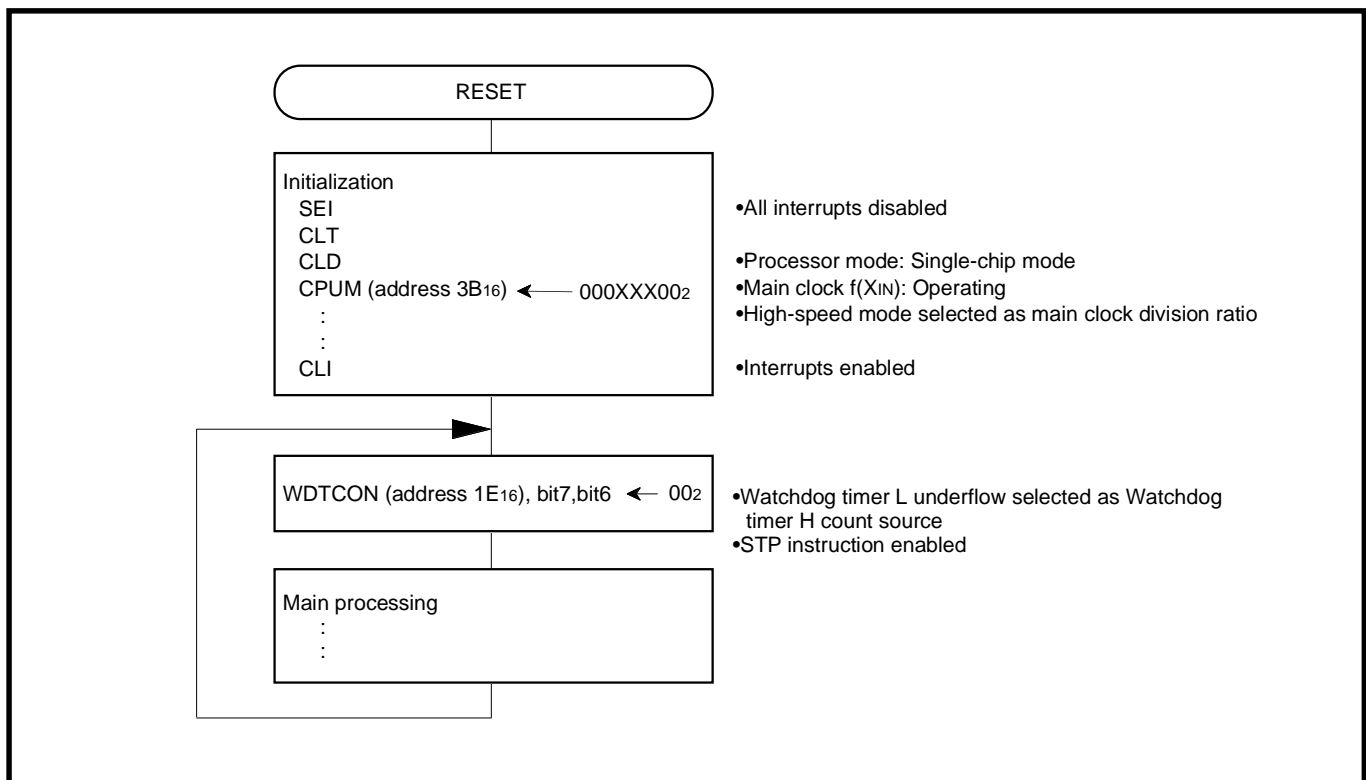 RESET
Initialization
SEI
•All interrupts disabled
CLT
CLD
•Processor mode: Single-chip mode
CPUM (address 3B16) ← 000XXX002
•Main clock f(XIN): Operating
:
•High-speed mode selected as main clock division ratio
:
CLI
•Interrupts enabled
WDTCON (address 1E16), bit7,bit6 ← 002
•Watchdog timer L underflow selected as Watchdog
timer H count source
•STP instruction enabled
Main processing
:
: